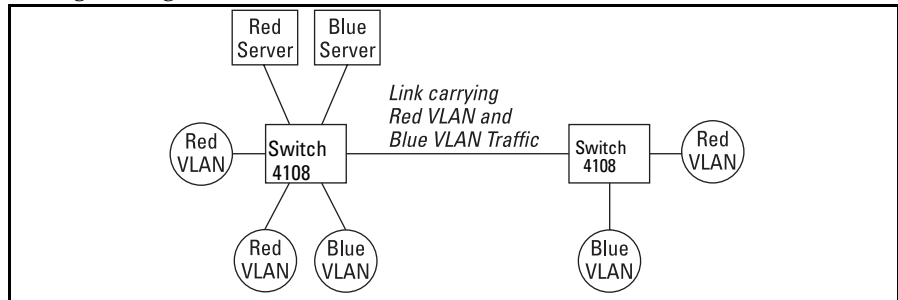 Red
Server
Blue
Server
Link carrying
Red VLAN and
Blue VLAN Traffic
Red
VLAN
Switch
4108
Switch
4108
Red
VLAN
Red
VLAN
Blue
VLAN
Blue
VLAN